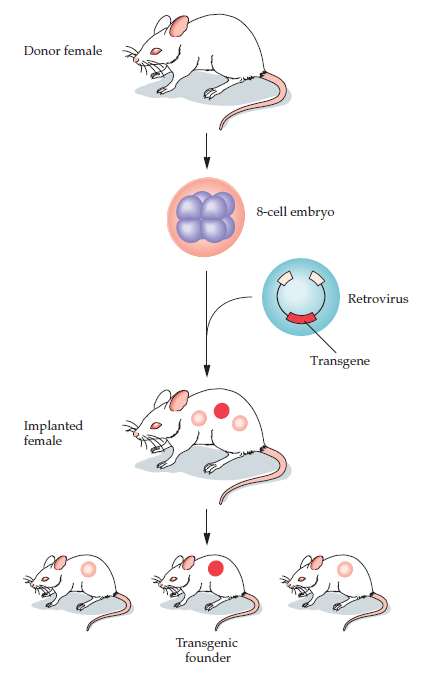 Donor female
8-cell embryo
Retrovirus
Transgene
Implanted
female
Transgenic
founder